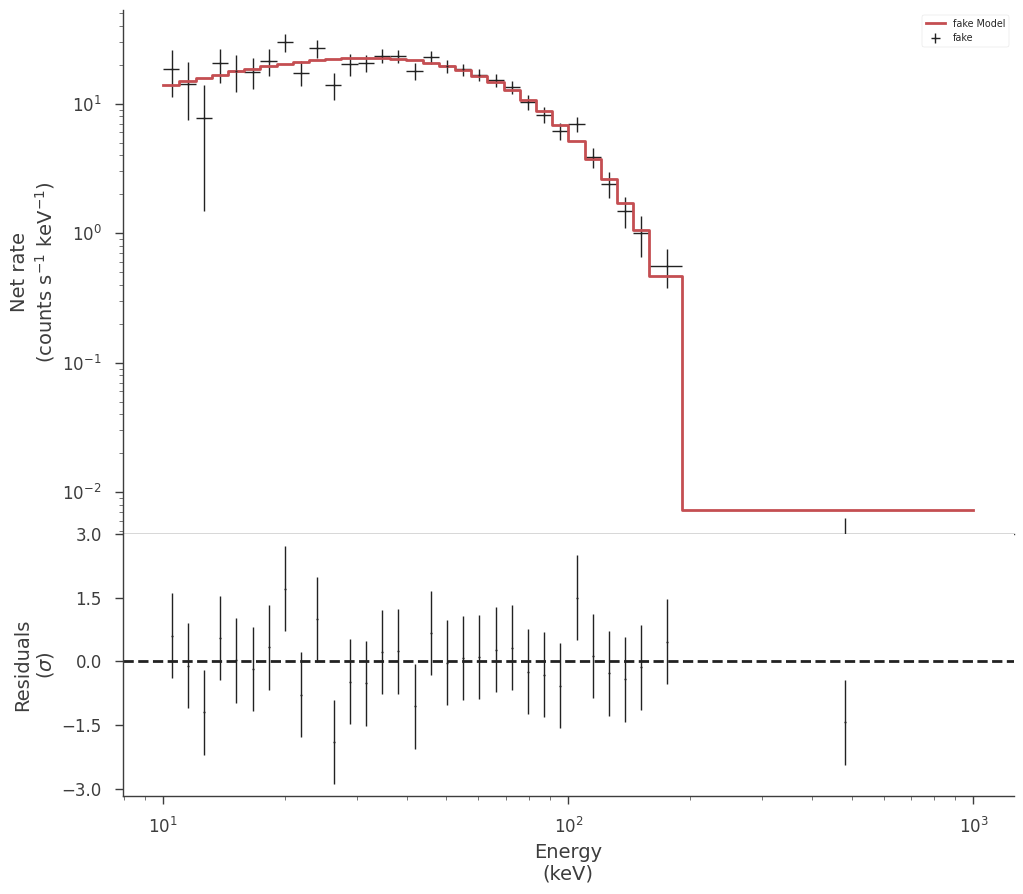 fake Model
fake
Net rate
(counts s⁻¹ keV⁻¹)
10¹
10⁰
10⁻¹
10⁻²
Residuals
(σ)
3.0
1.5
0.0
−1.5
−3.0
10¹ 10² 10³
Energy
(keV)